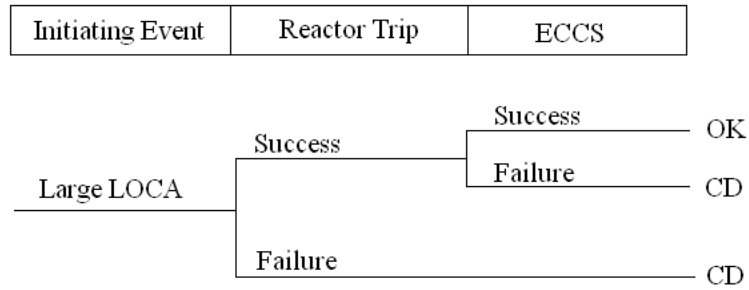 Initiating Event Reactor Trip ECCS
Success OK
Success
Failure CD
Large LOCA
Failure CD